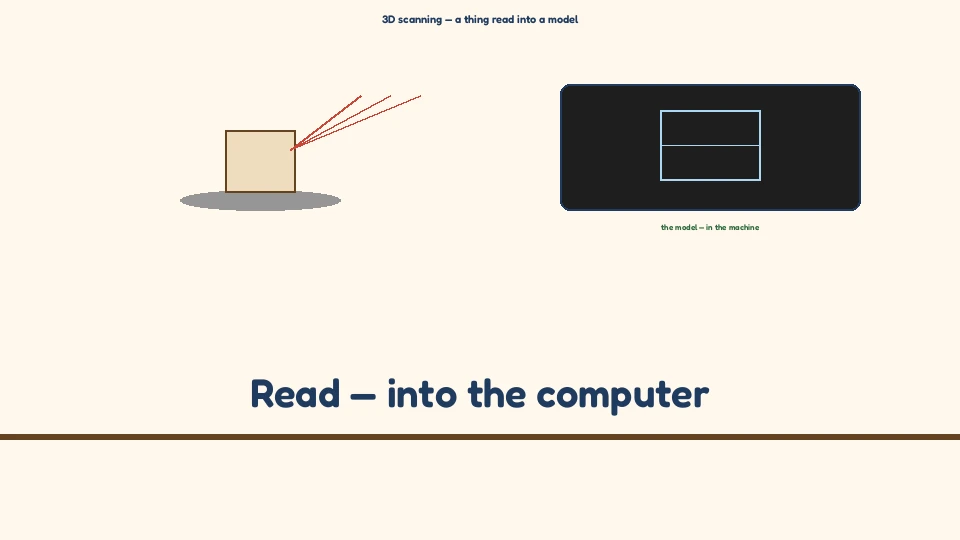 3D scanning — a thing read into a model
the model — in the machine
Read — into the computer